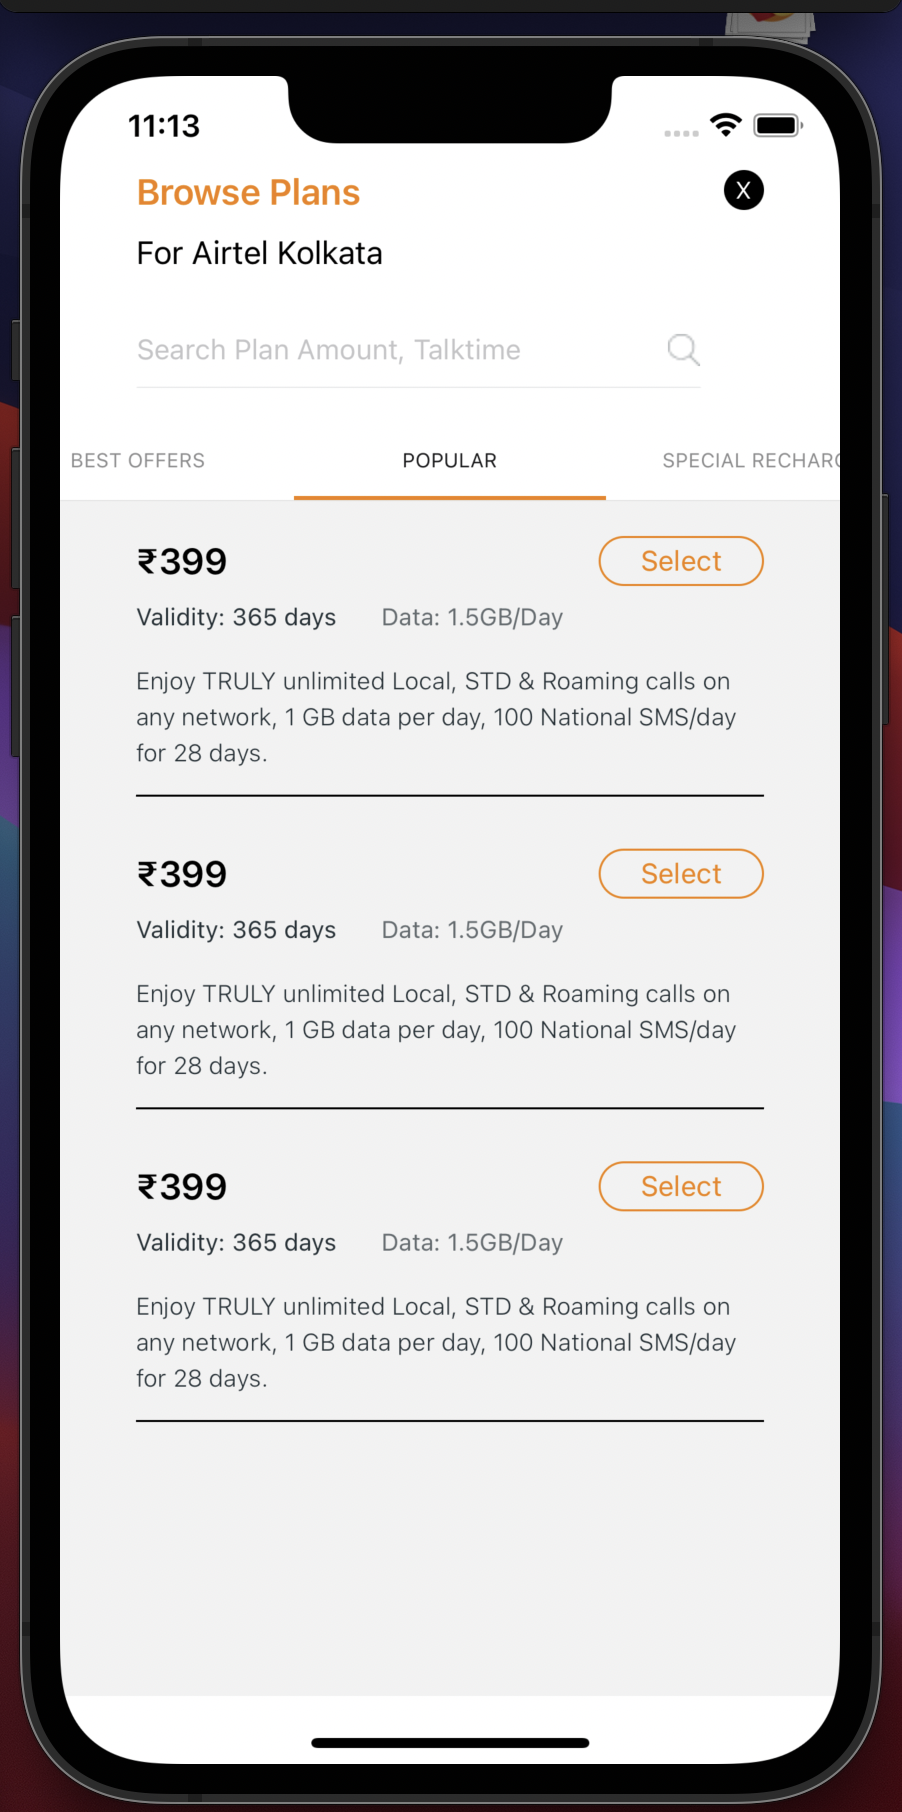 11:13
Browse Plans
X
For Airtel Kolkata
Search Plan Amount, Talktime
BEST OFFERS
POPULAR
SPECIAL RECHARG
₹399
Select
Validity: 365 days
Data: 1.5GB/Day
Enjoy TRULY unlimited Local, STD & Roaming calls on
any network, 1 GB data per day, 100 National SMS/day
for 28 days.
₹399
Select
Validity: 365 days
Data: 1.5GB/Day
Enjoy TRULY unlimited Local, STD & Roaming calls on
any network, 1 GB data per day, 100 National SMS/day
for 28 days.
₹399
Select
Validity: 365 days
Data: 1.5GB/Day
Enjoy TRULY unlimited Local, STD & Roaming calls on
any network, 1 GB data per day, 100 National SMS/day
for 28 days.